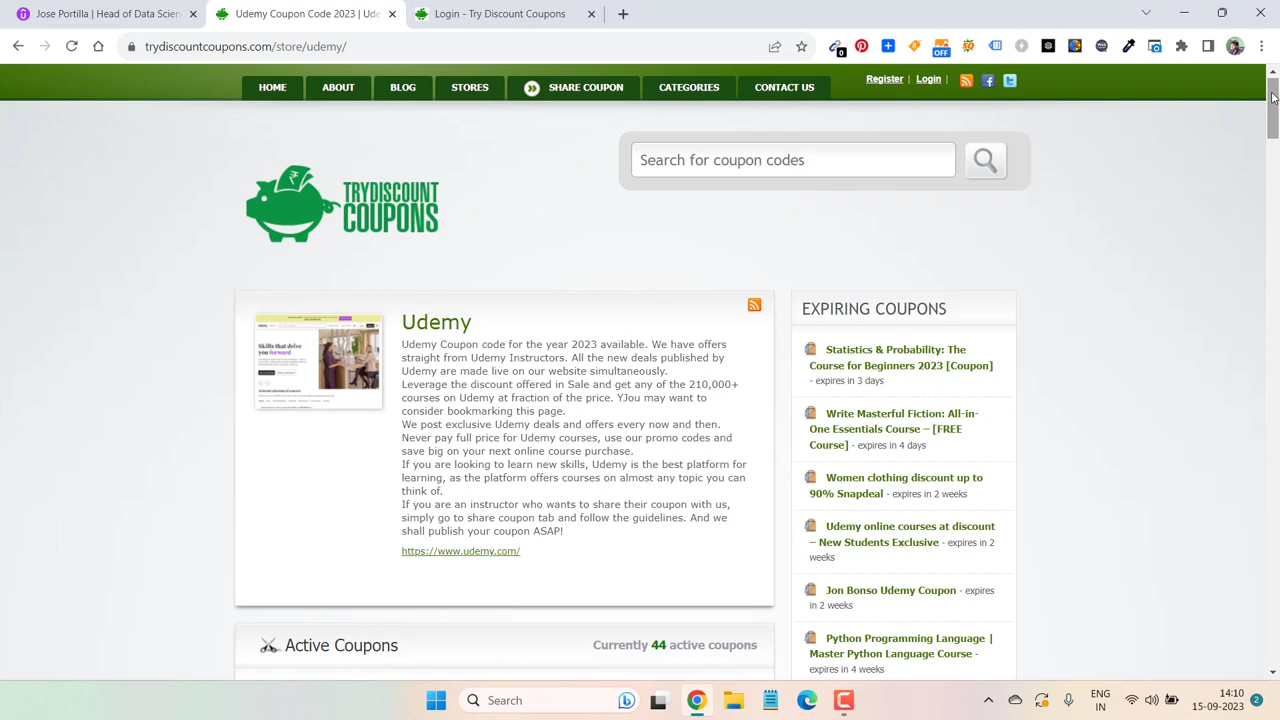 Jose Portilla | Head of Data Scien
Udemy Coupon Code 2023 | Ude
Login - Try Discount Coupons
trydiscountcoupons.com/store/udemy/
0
OFF
HOME
ABOUT
BLOG
STORES
SHARE COUPON
CATEGORIES
CONTACT US
Register | Login |
Search for coupon codes
TRYDISCOUNT
COUPONS
Udemy
Udemy Coupon code for the year 2023 available. We have offers
straight from Udemy Instructors. All the new deals published by
Udemy are made live on our website simultaneously.
Leverage the discount offered in Sale and get any of the 210,000+
courses on Udemy at fraction of the price. YJou may want to
consider bookmarking this page.
We post exclusive Udemy deals and offers every now and then.
Never pay full price for Udemy courses, use our promo codes and
save big on your next online course purchase.
If you are looking to learn new skills, Udemy is the best platform for
learning, as the platform offers courses on almost any topic you can
think of.
If you are an instructor who wants to share their coupon with us,
simply go to share coupon tab and follow the guidelines. And we
shall publish your coupon ASAP!
https://www.udemy.com/
Skills that drive
you forward
Active Coupons
Currently 44 active coupons
EXPIRING COUPONS
Statistics & Probability: The
Course for Beginners 2023 [Coupon]
- expires in 3 days
Write Masterful Fiction: All-in-
One Essentials Course – [FREE
Course] - expires in 4 days
Women clothing discount up to
90% Snapdeal - expires in 2 weeks
Udemy online courses at discount
– New Students Exclusive - expires in 2
weeks
Jon Bonso Udemy Coupon - expires
in 2 weeks
Python Programming Language |
Master Python Language Course -
expires in 4 weeks
Search
ENG
IN
14:10
15-09-2023
2